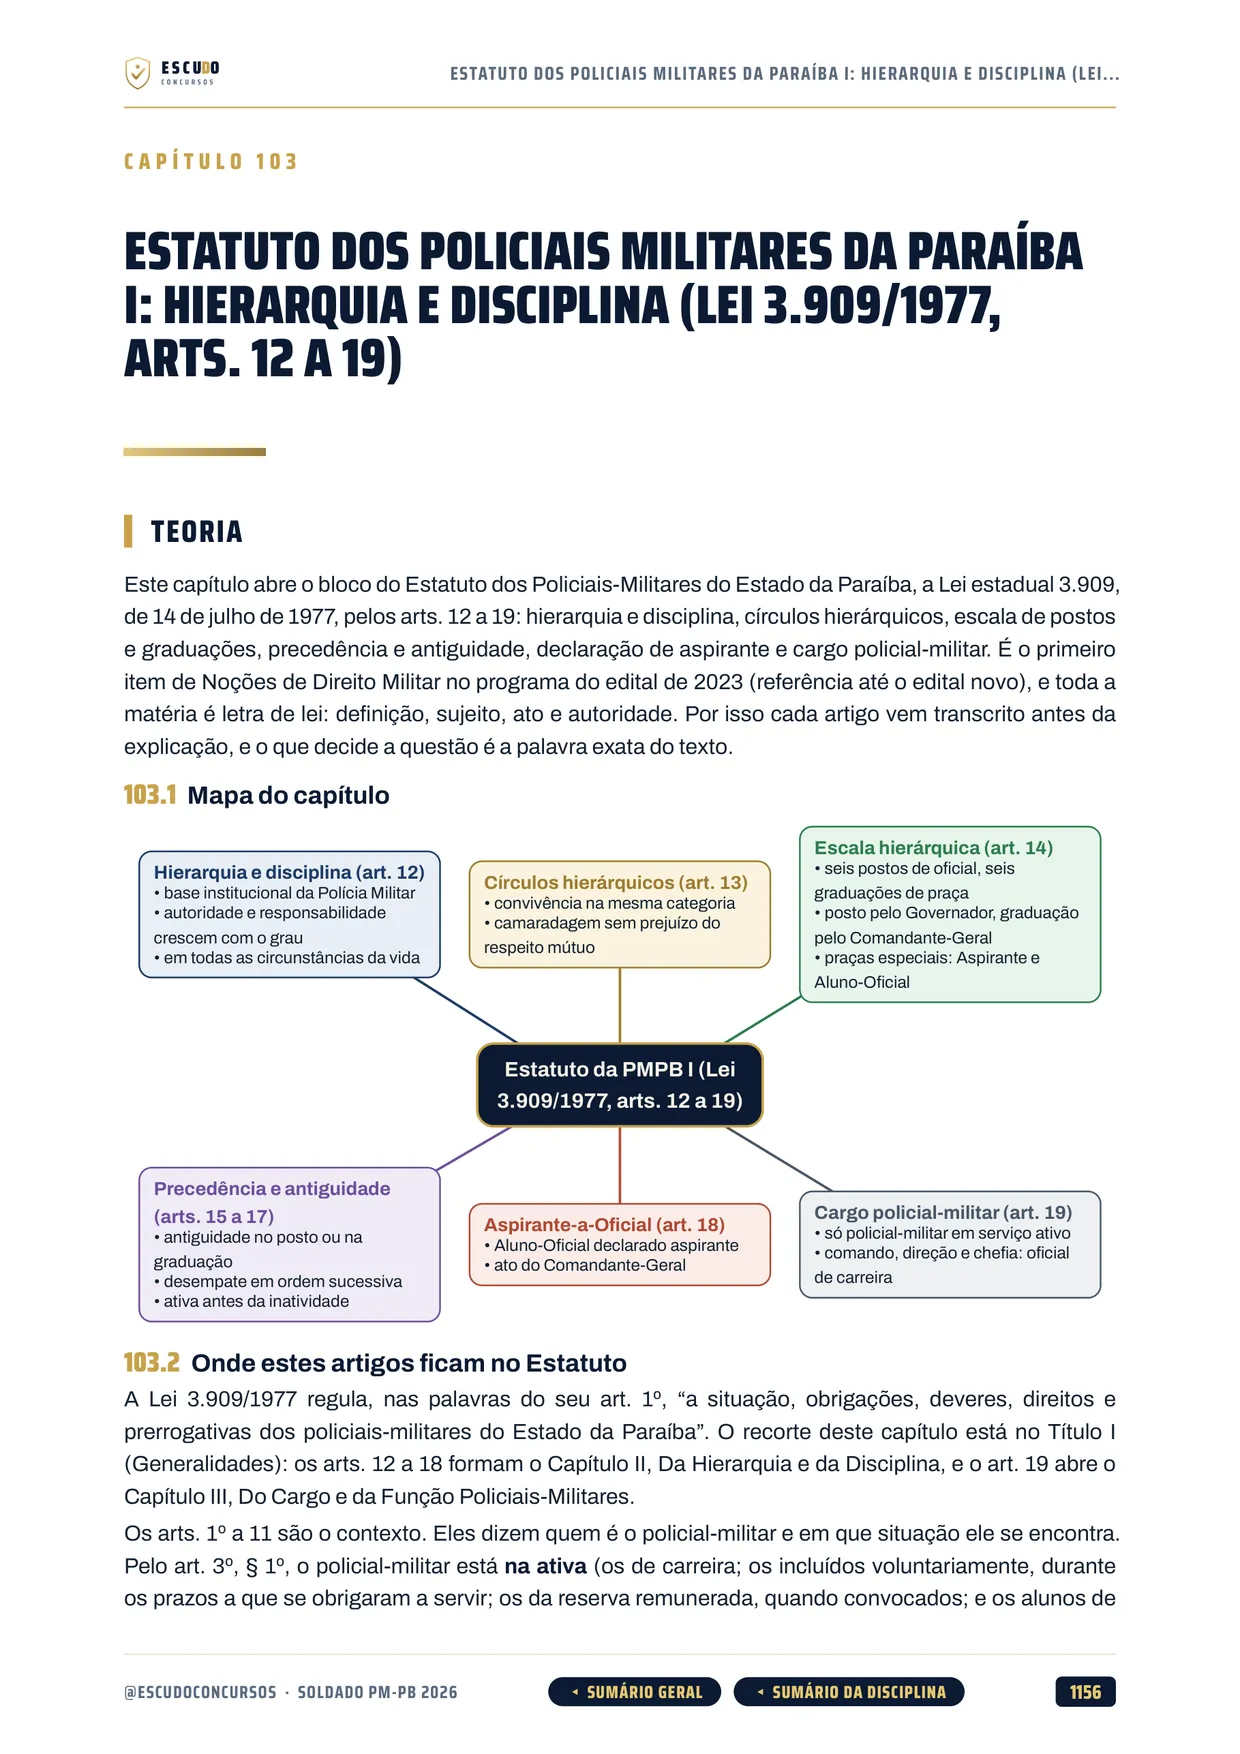 ESCUDO
CONCURSOS
ESTATUTO DOS POLICIAIS MILITARES DA PARAÍBA I: HIERARQUIA E DISCIPLINA (LEI...
CAPÍTULO 103
ESTATUTO DOS POLICIAIS MILITARES DA PARAÍBA
I: HIERARQUIA E DISCIPLINA (LEI 3.909/1977,
ARTS. 12 A 19)
TEORIA
Este capítulo abre o bloco do Estatuto dos Policiais-Militares do Estado da Paraíba, a Lei estadual 3.909,
de 14 de julho de 1977, pelos arts. 12 a 19: hierarquia e disciplina, círculos hierárquicos, escala de postos
e graduações, precedência e antiguidade, declaração de aspirante e cargo policial-militar. É o primeiro
item de Noções de Direito Militar no programa do edital de 2023 (referência até o edital novo), e toda a
matéria é letra de lei: definição, sujeito, ato e autoridade. Por isso cada artigo vem transcrito antes da
explicação, e o que decide a questão é a palavra exata do texto.
103.1 Mapa do capítulo
Hierarquia e disciplina (art. 12)
• base institucional da Polícia Militar
• autoridade e responsabilidade
crescem com o grau
• em todas as circunstâncias da vida
Círculos hierárquicos (art. 13)
• convivência na mesma categoria
• camaradagem sem prejuízo do
respeito mútuo
Escala hierárquica (art. 14)
• seis postos de oficial, seis
graduações de praça
• posto pelo Governador, graduação
pelo Comandante-Geral
• praças especiais: Aspirante e
Aluno-Oficial
Estatuto da PMPB I (Lei
3.909/1977, arts. 12 a 19)
Precedência e antiguidade
(arts. 15 a 17)
• antiguidade no posto ou na
graduação
• desempate em ordem sucessiva
• ativa antes da inatividade
Aspirante-a-Oficial (art. 18)
• Aluno-Oficial declarado aspirante
• ato do Comandante-Geral
Cargo policial-militar (art. 19)
• só policial-militar em serviço ativo
• comando, direção e chefia: oficial
de carreira
103.2 Onde estes artigos ficam no Estatuto
A Lei 3.909/1977 regula, nas palavras do seu art. 1º, “a situação, obrigações, deveres, direitos e
prerrogativas dos policiais-militares do Estado da Paraíba”. O recorte deste capítulo está no Título I
(Generalidades): os arts. 12 a 18 formam o Capítulo II, Da Hierarquia e da Disciplina, e o art. 19 abre o
Capítulo III, Do Cargo e da Função Policiais-Militares.
Os arts. 1º a 11 são o contexto. Eles dizem quem é o policial-militar e em que situação ele se encontra.
Pelo art. 3º, § 1º, o policial-militar está na ativa (os de carreira; os incluídos voluntariamente, durante
os prazos a que se obrigaram a servir; os da reserva remunerada, quando convocados; e os alunos de
@ESCUDOCONCURSOS · SOLDADO PM-PB 2026
SUMÁRIO GERAL
SUMÁRIO DA DISCIPLINA
1156